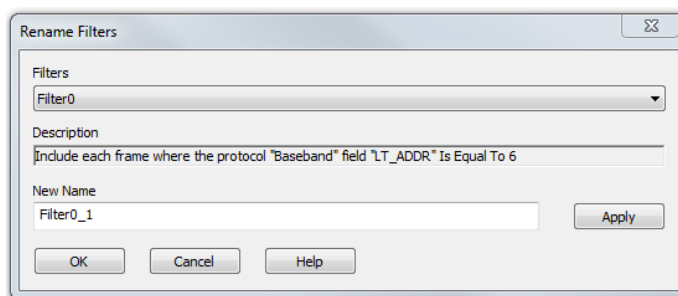 Rename Filters
Filters
Filter0
Description
Include each frame where the protocol "Baseband" field "LT_ADDR" Is Equal To 6
New Name
Filter0_1
Apply
OK Cancel Help